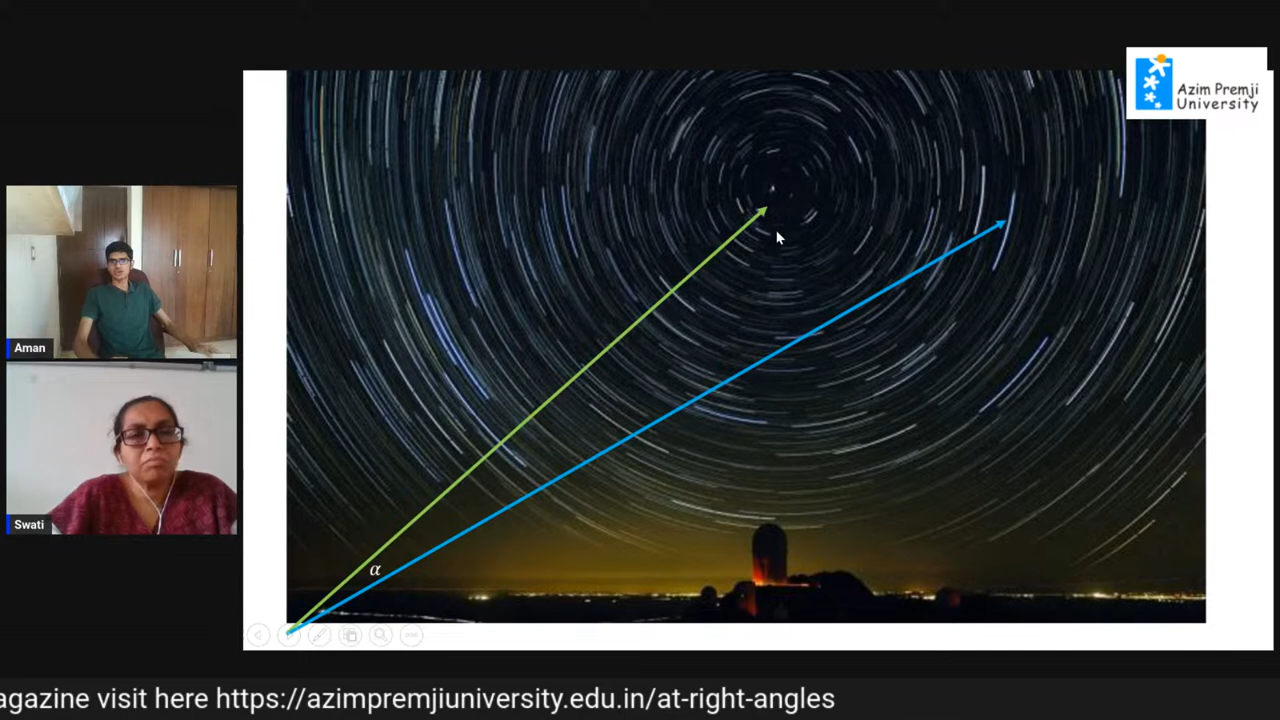 Azim Premji
University
Aman
Swati
α
agazine visit here https://azimpremjiuniversity.edu.in/at-right-angles